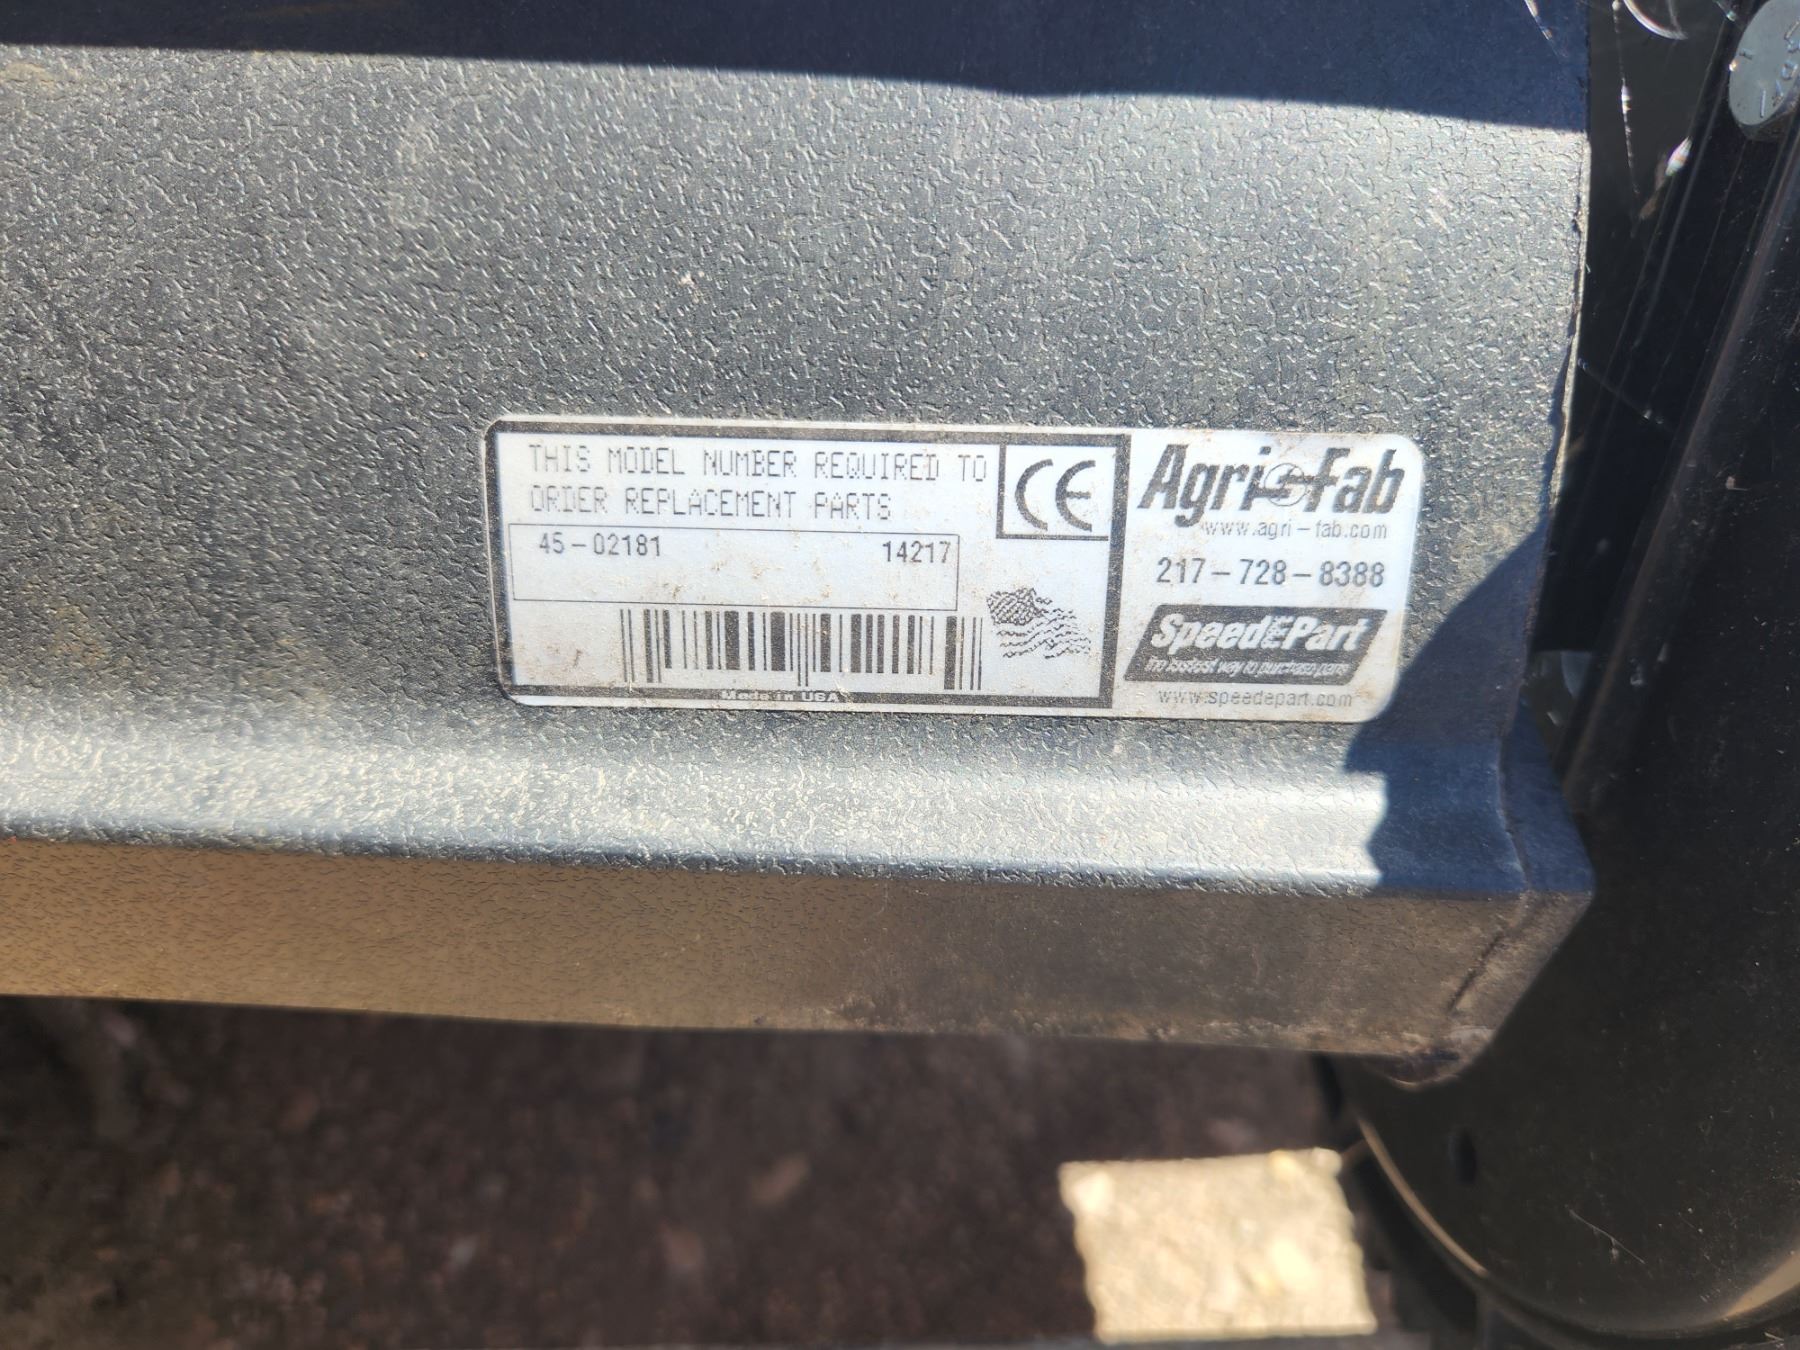 THIS MODEL NUMBER REQUIRED TO
ORDER REPLACEMENT PARTS
45-02181 14217
CE
Made in USA
Agri-Fab
www.agri-fab.com
217-728-8388
SpeedEPart
The fastest way to purchase parts
www.speedepart.com